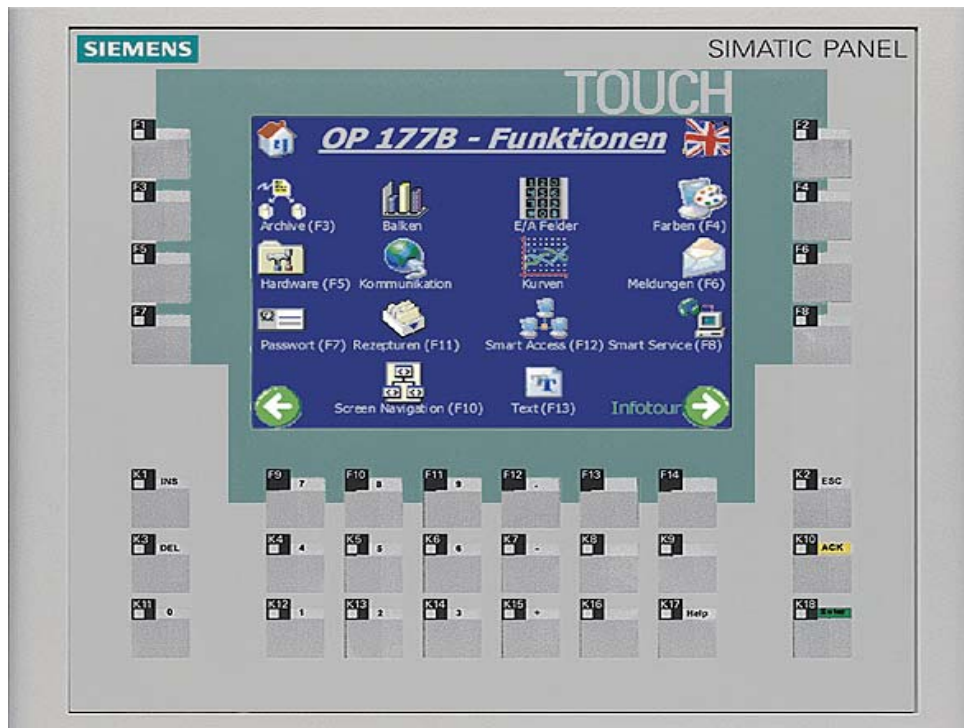 SIEMENS
SIMATIC PANEL
TOUCH
F1
F2
OP 177B - Funktionen
F3
F4
Archive (F3) Balken E/A Felder Farben (F4)
F5
F6
Hardware (F5) Kommunikation Kurven Meldungen (F6)
F7
F8
Passwort (F7) Rezepturen (F11) Smart Access (F12) Smart Service (F8)
Screen Navigation (F10) Text (F13) Infotour
K1 INS F9 7 F10 8 F11 9 F12 . F13 F14 K2 ESC
K3 DEL K4 4 K5 5 K6 6 K7 - K8 K9 K10 ACK
K11 0 K12 1 K13 2 K14 3 K15 + K16 K17 Help K18 Enter